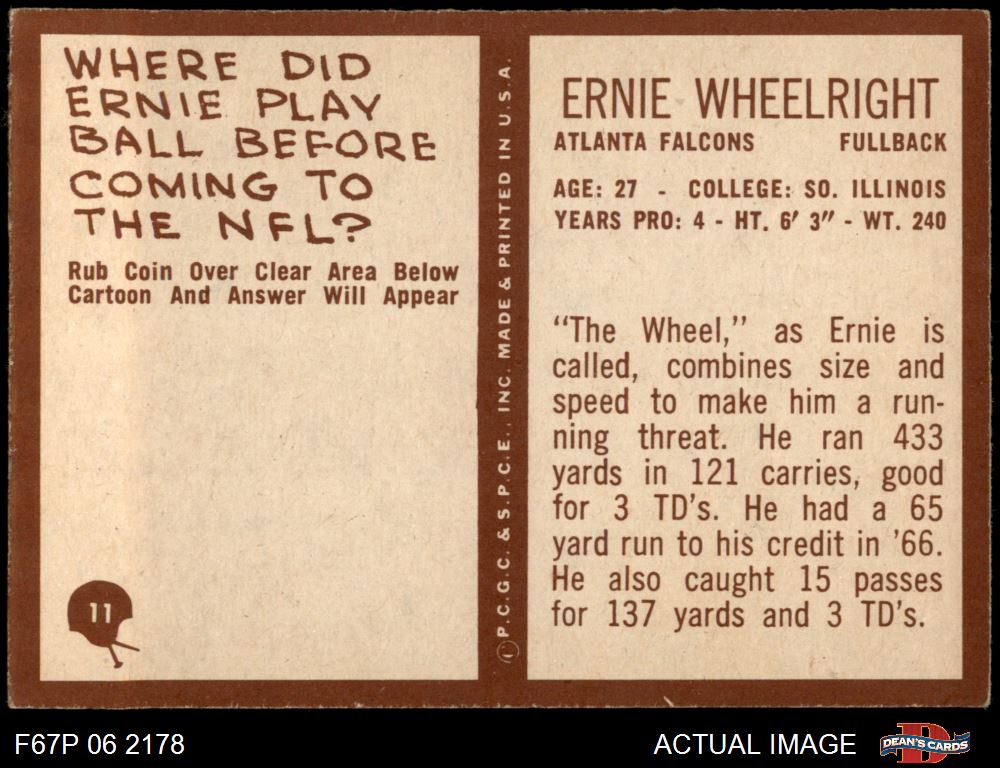 WHERE DID
ERNIE PLAY
BALL BEFORE
COMING TO
THE NFL?
Rub Coin Over Clear Area Below
Cartoon And Answer Will Appear
11
©P.C.G.C. & S.P.C.E., INC. MADE & PRINTED IN U.S.A.
ERNIE WHEELRIGHT
ATLANTA FALCONS FULLBACK
AGE: 27 - COLLEGE: SO. ILLINOIS
YEARS PRO: 4 - HT. 6' 3" - WT. 240
“The Wheel,” as Ernie is
called, combines size and
speed to make him a run-
ning threat. He ran 433
yards in 121 carries, good
for 3 TD's. He had a 65
yard run to his credit in '66.
He also caught 15 passes
for 137 yards and 3 TD's.
F67P 06 2178
ACTUAL IMAGE
D
DEAN'S CARDS